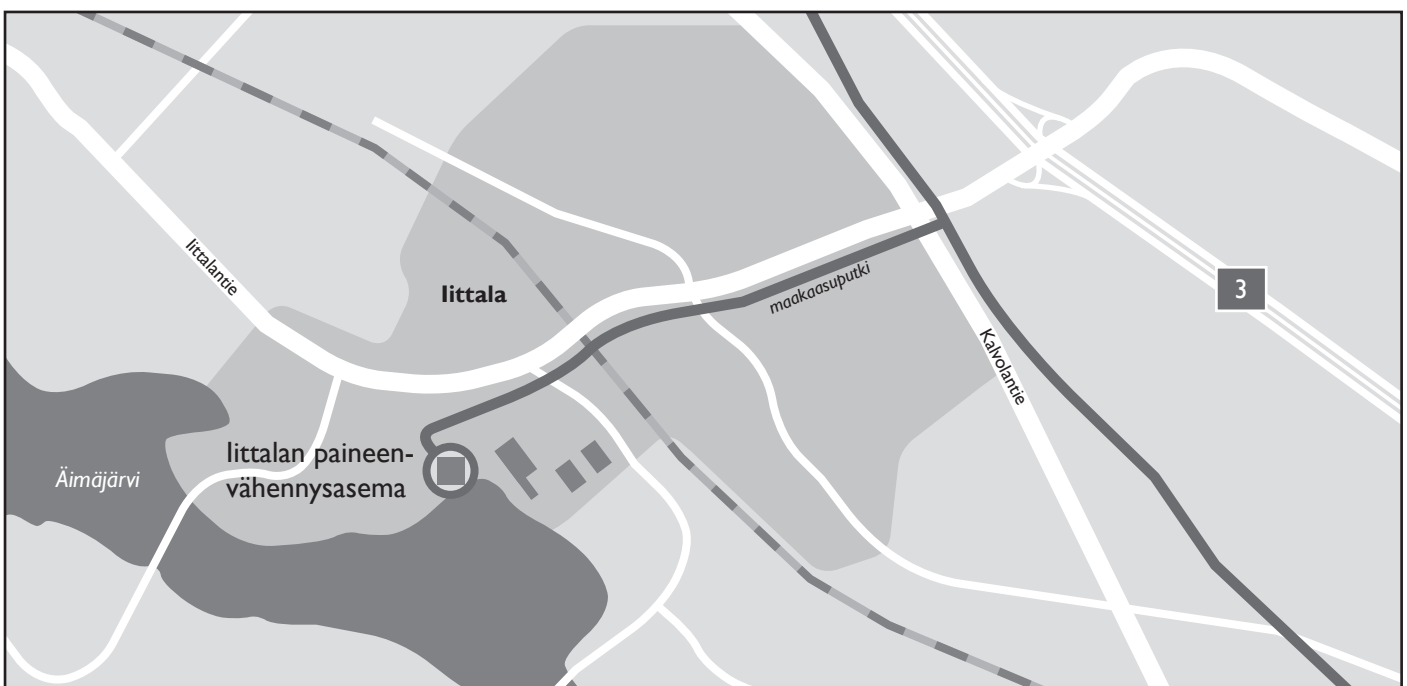 Iittalantie
Iittala
maakaasuputki
3
Kalvolantie
Äimäjärvi
Iittalan paineen-
vähennysasema